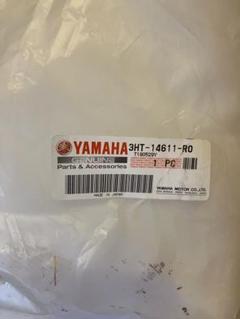 YAMAHA 3HT-14611-R0
GENUINE
Parts & Accessories
1 PC
YAMAHA MOTOR CO., LTD.
MADE IN JAPAN